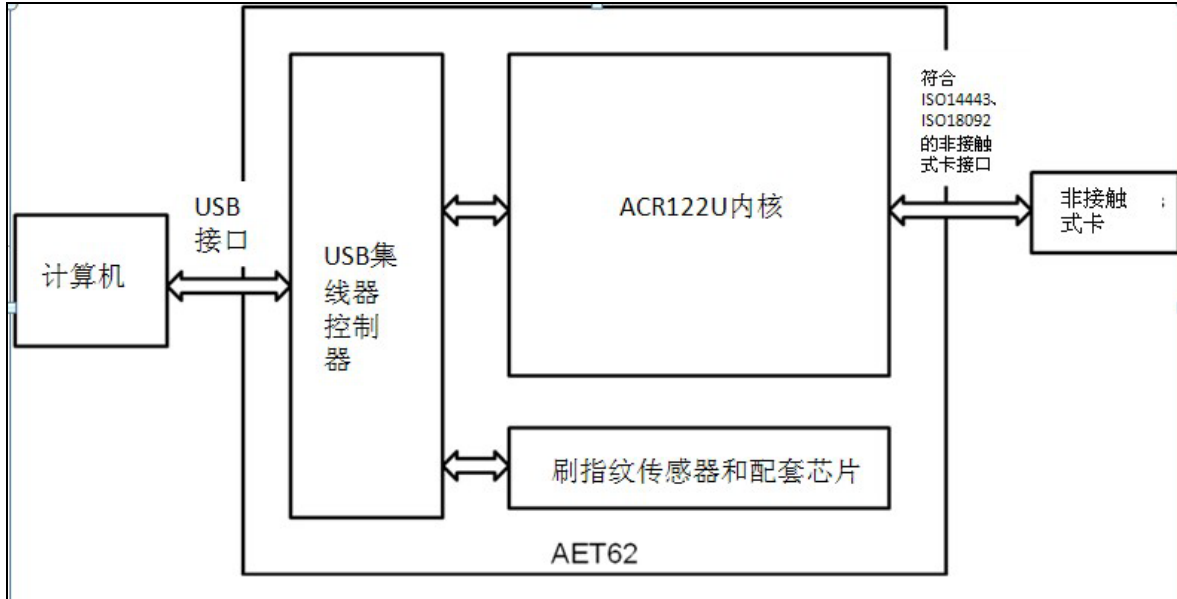 计算机
USB
接口
USB集
线器
控制
器
ACR122U内核
刷指纹传感器和配套芯片
AET62
符合
ISO14443、
ISO18092
的非接触
式卡接口
非接触
式卡